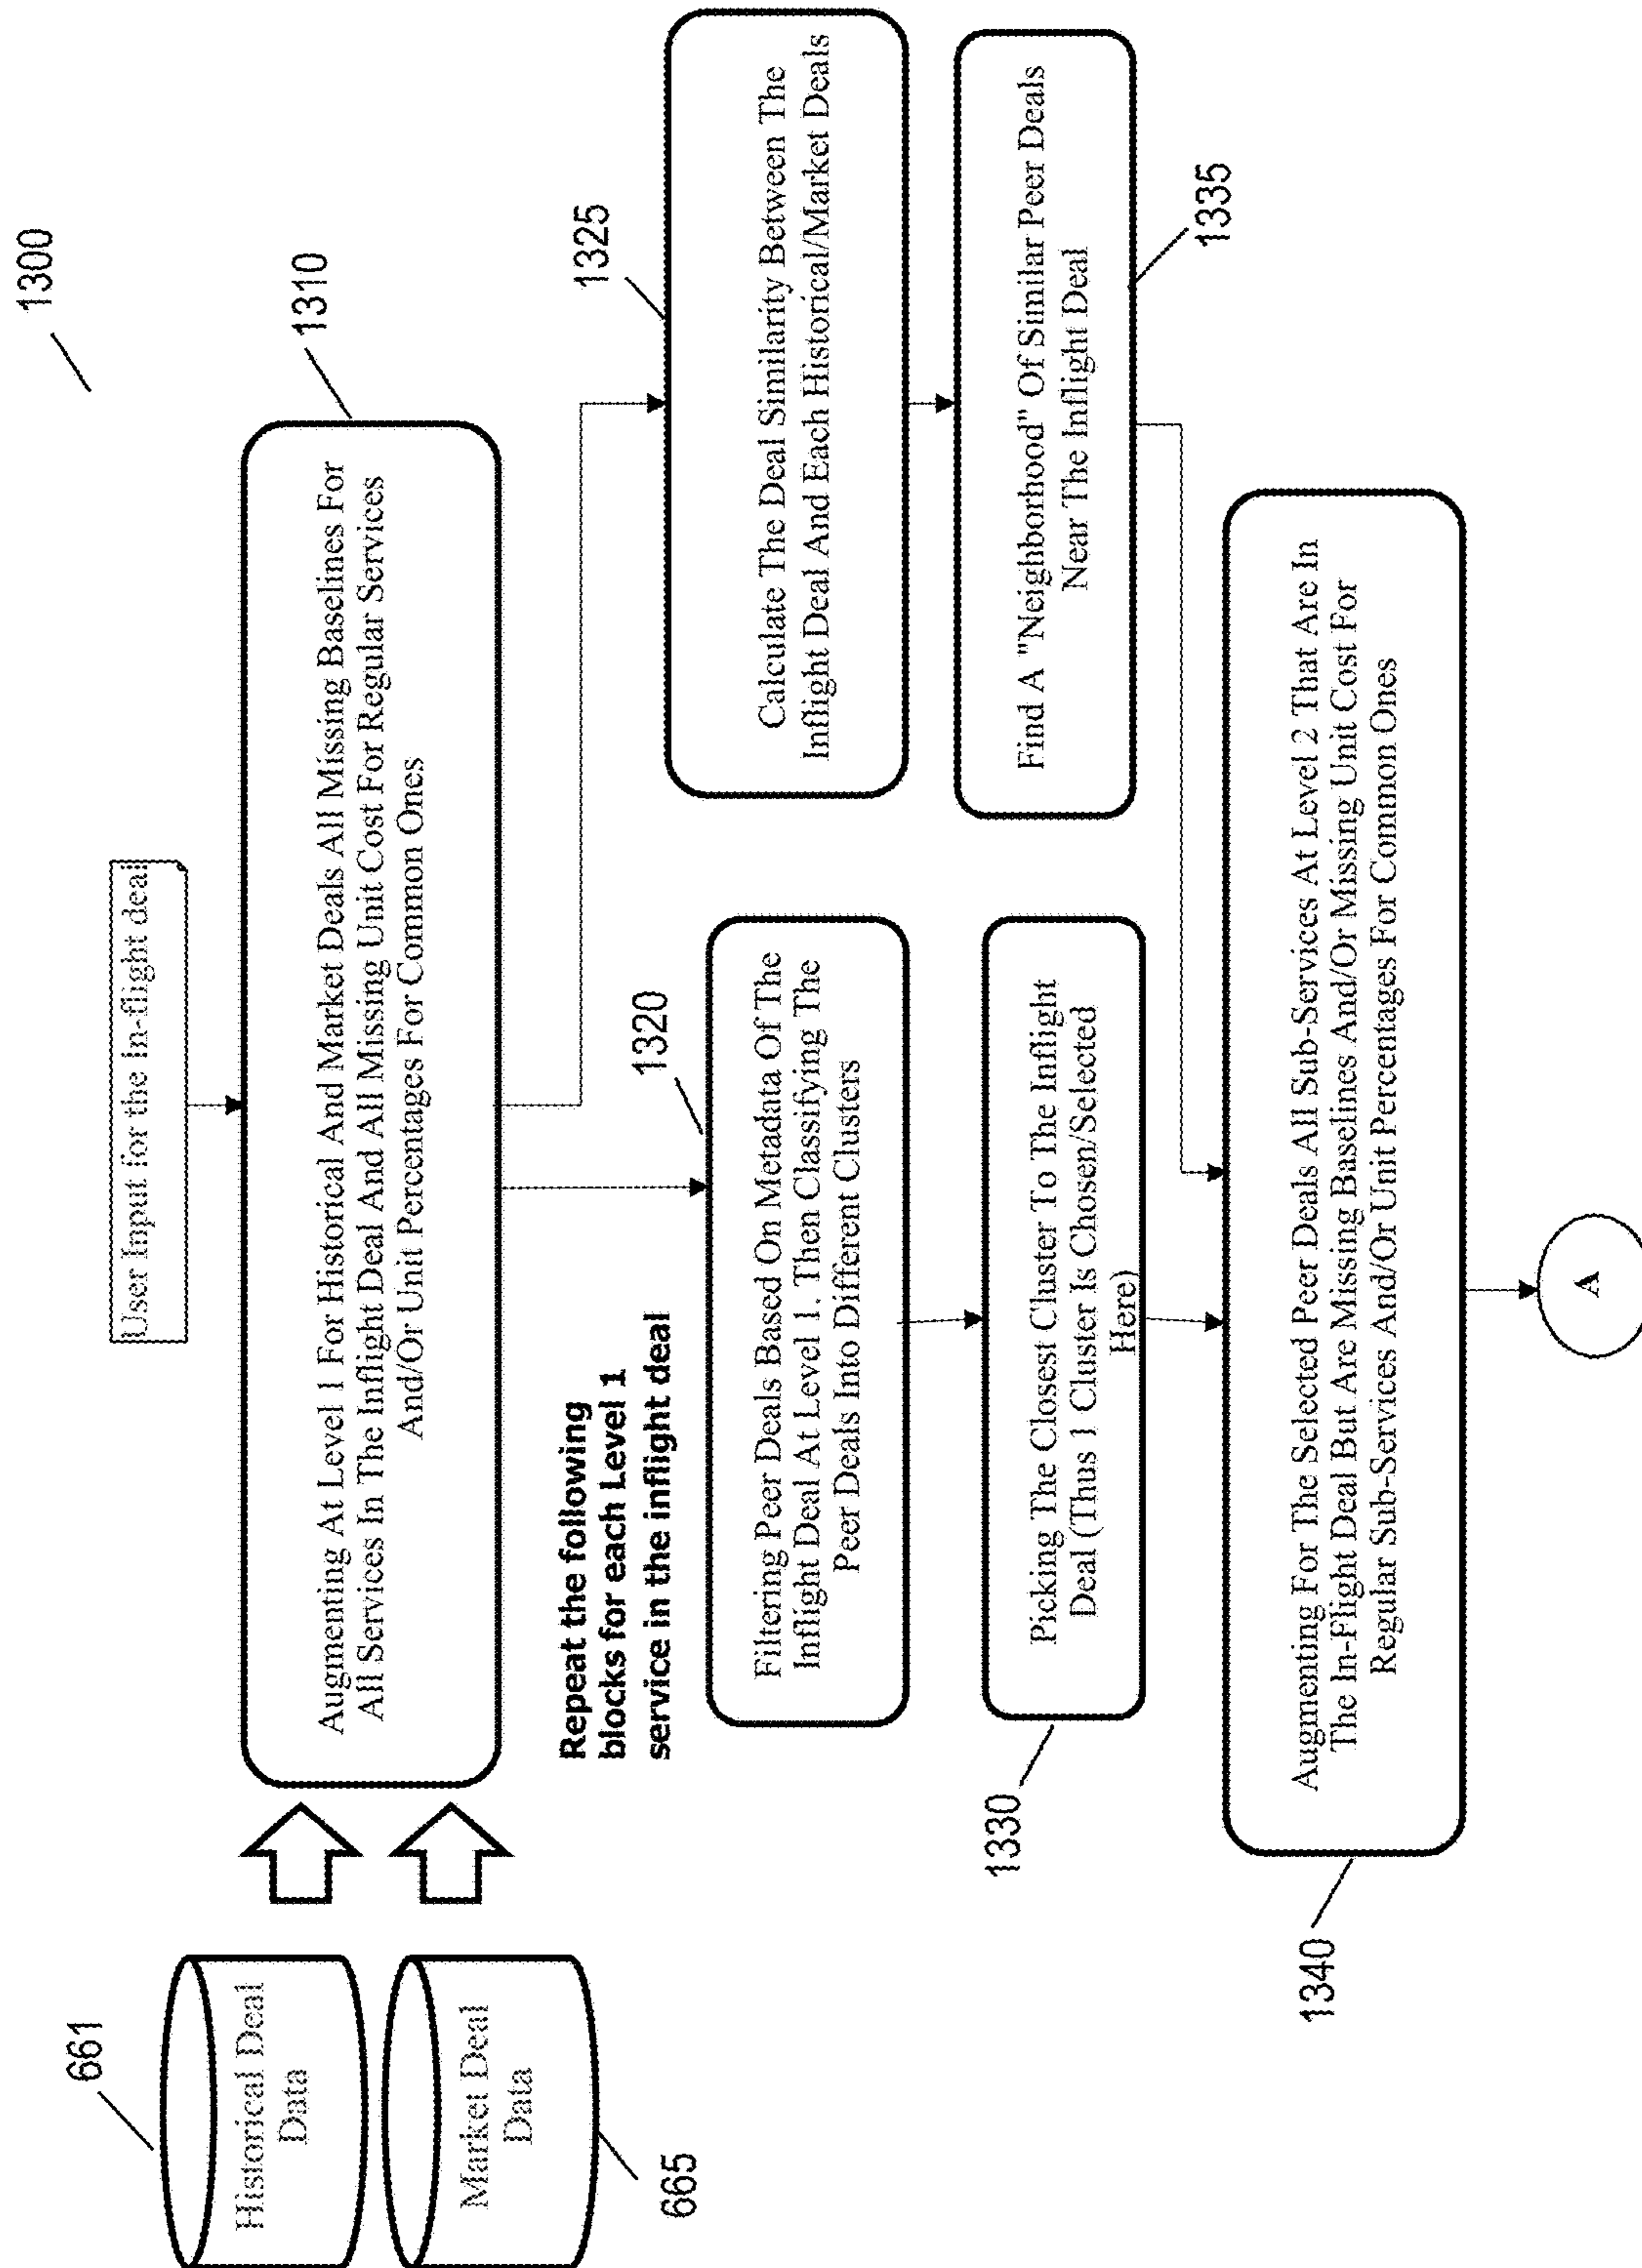 1300
User Input for the In-flight deal
661
Historical Deal
Data
Market Deal
Data
665
1310
Augmenting At Level 1 For Historical And Market Deals All Missing Baselines For
All Services In The Inflight Deal And All Missing Unit Cost For Regular Services
And/Or Unit Percentages For Common Ones
Repeat the following
blocks for each Level 1
service in the inflight deal
1320
Filtering Peer Deals Based On Metadata Of The
Inflight Deal At Level 1. Then Classifying The
Peer Deals Into Different Clusters
1325
Calculate The Deal Similarity Between The
Inflight Deal And Each Historical/Market Deals
1330
Picking The Closest Cluster To The Inflight
Deal (Thus 1 Cluster Is Chosen/Selected
Here)
Find A "Neighborhood" Of Similar Peer Deals
Near The Inflight Deal
1335
1340
Augmenting For The Selected Peer Deals All Sub-Services At Level 2 That Are In
The In-Flight Deal But Are Missing Baselines And/Or Missing Unit Cost For
Regular Sub-Services And/Or Unit Percentages For Common Ones
A